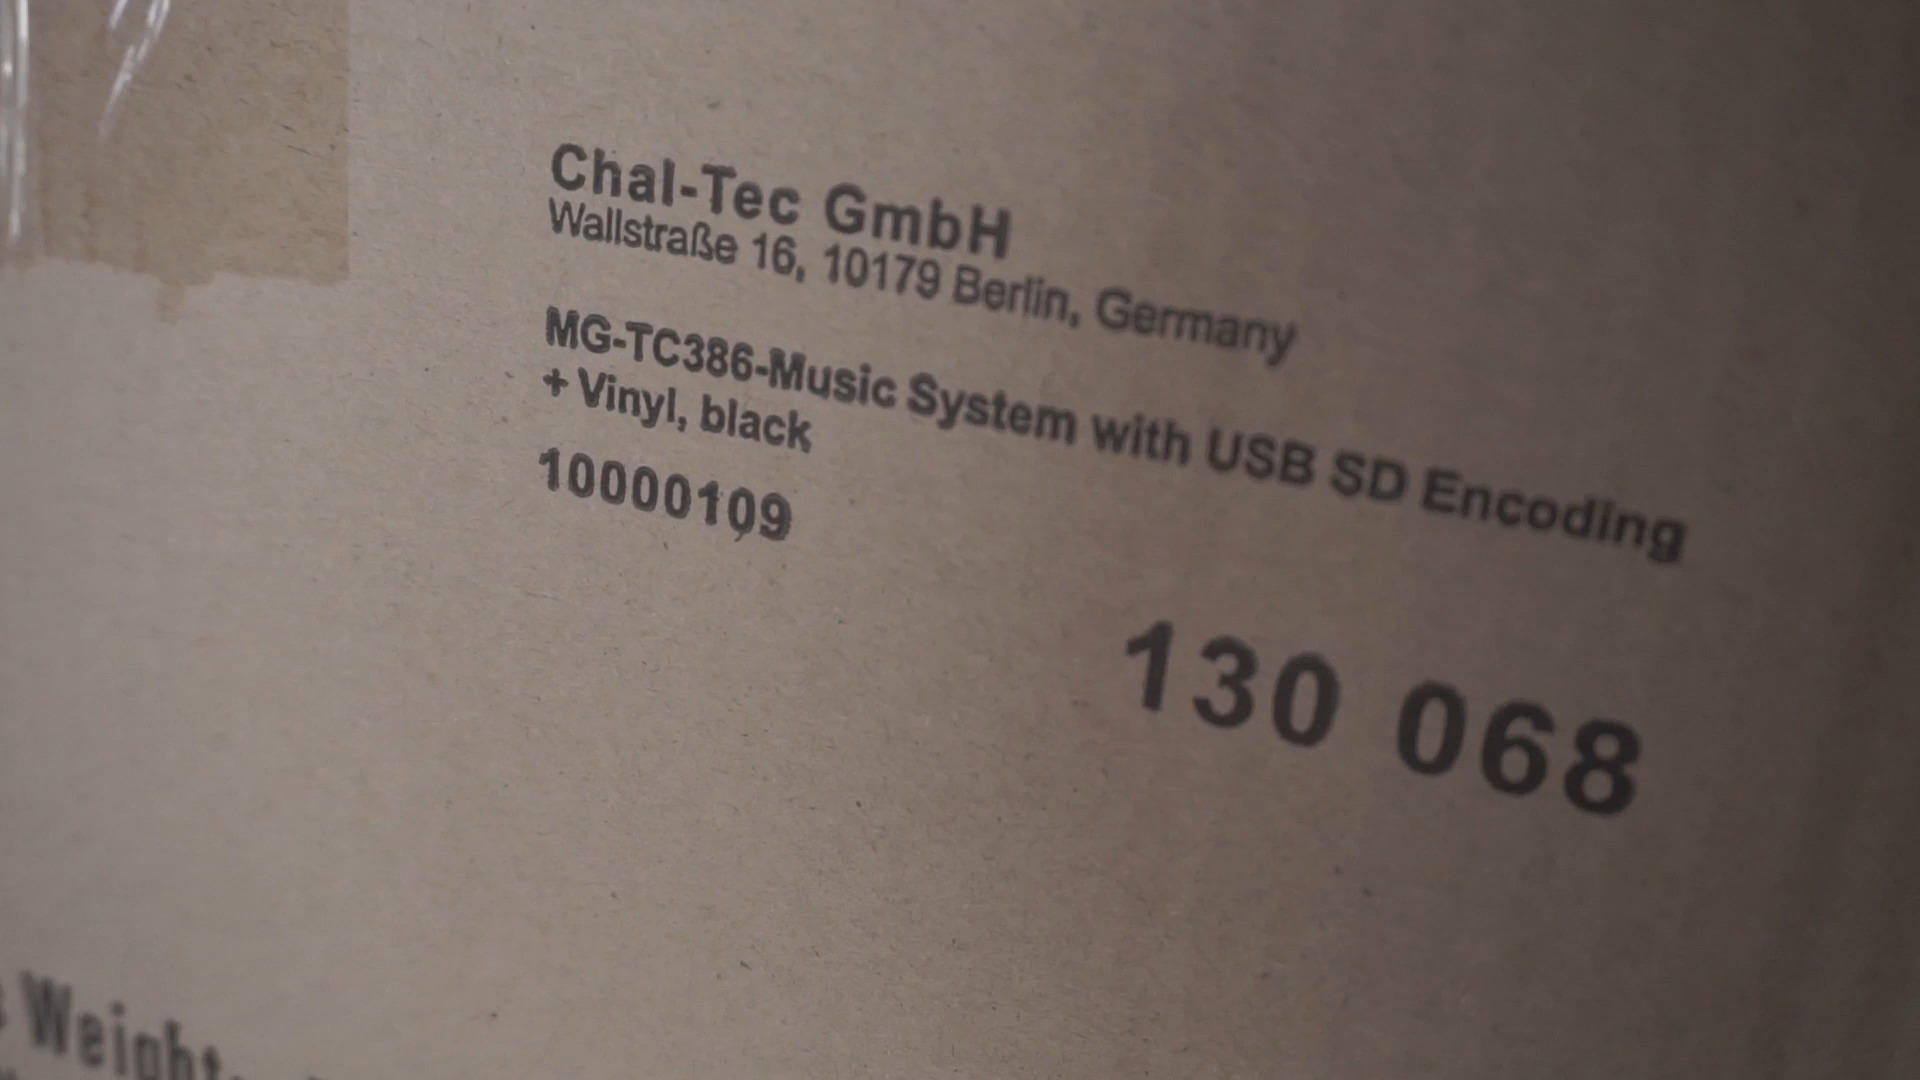 Chal-Tec GmbH
Wallstraße 16, 10179 Berlin, Germany
MG-TC386-Music System with USB SD Encoding
+ Vinyl, black
10000109
130 068
Weight